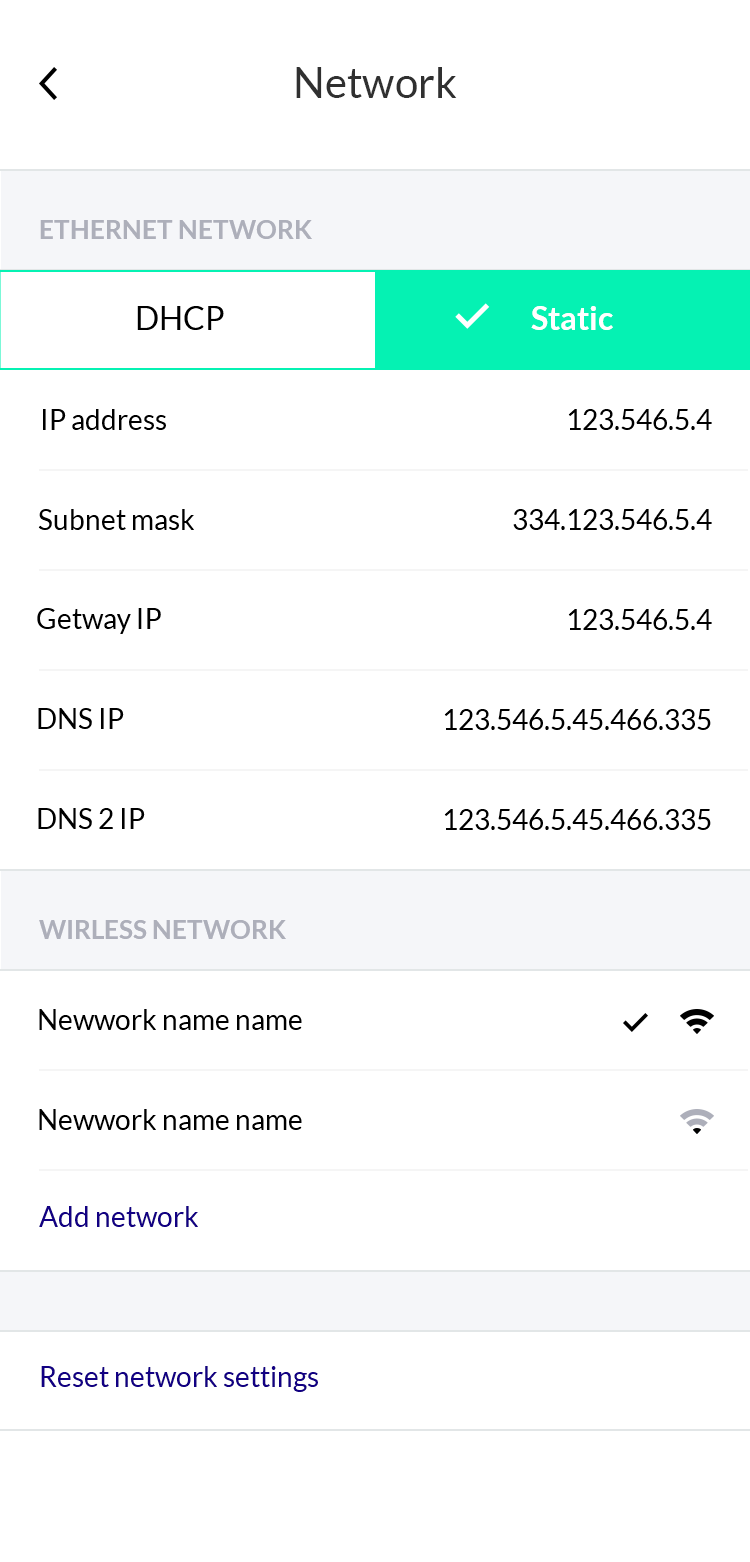 Network
ETHERNET NETWORK
DHCP
Static
IP address 123.546.5.4
Subnet mask 334.123.546.5.4
Getway IP 123.546.5.4
DNS IP 123.546.5.45.466.335
DNS 2 IP 123.546.5.45.466.335
WIRLESS NETWORK
Newwork name name
Newwork name name
Add network
Reset network settings